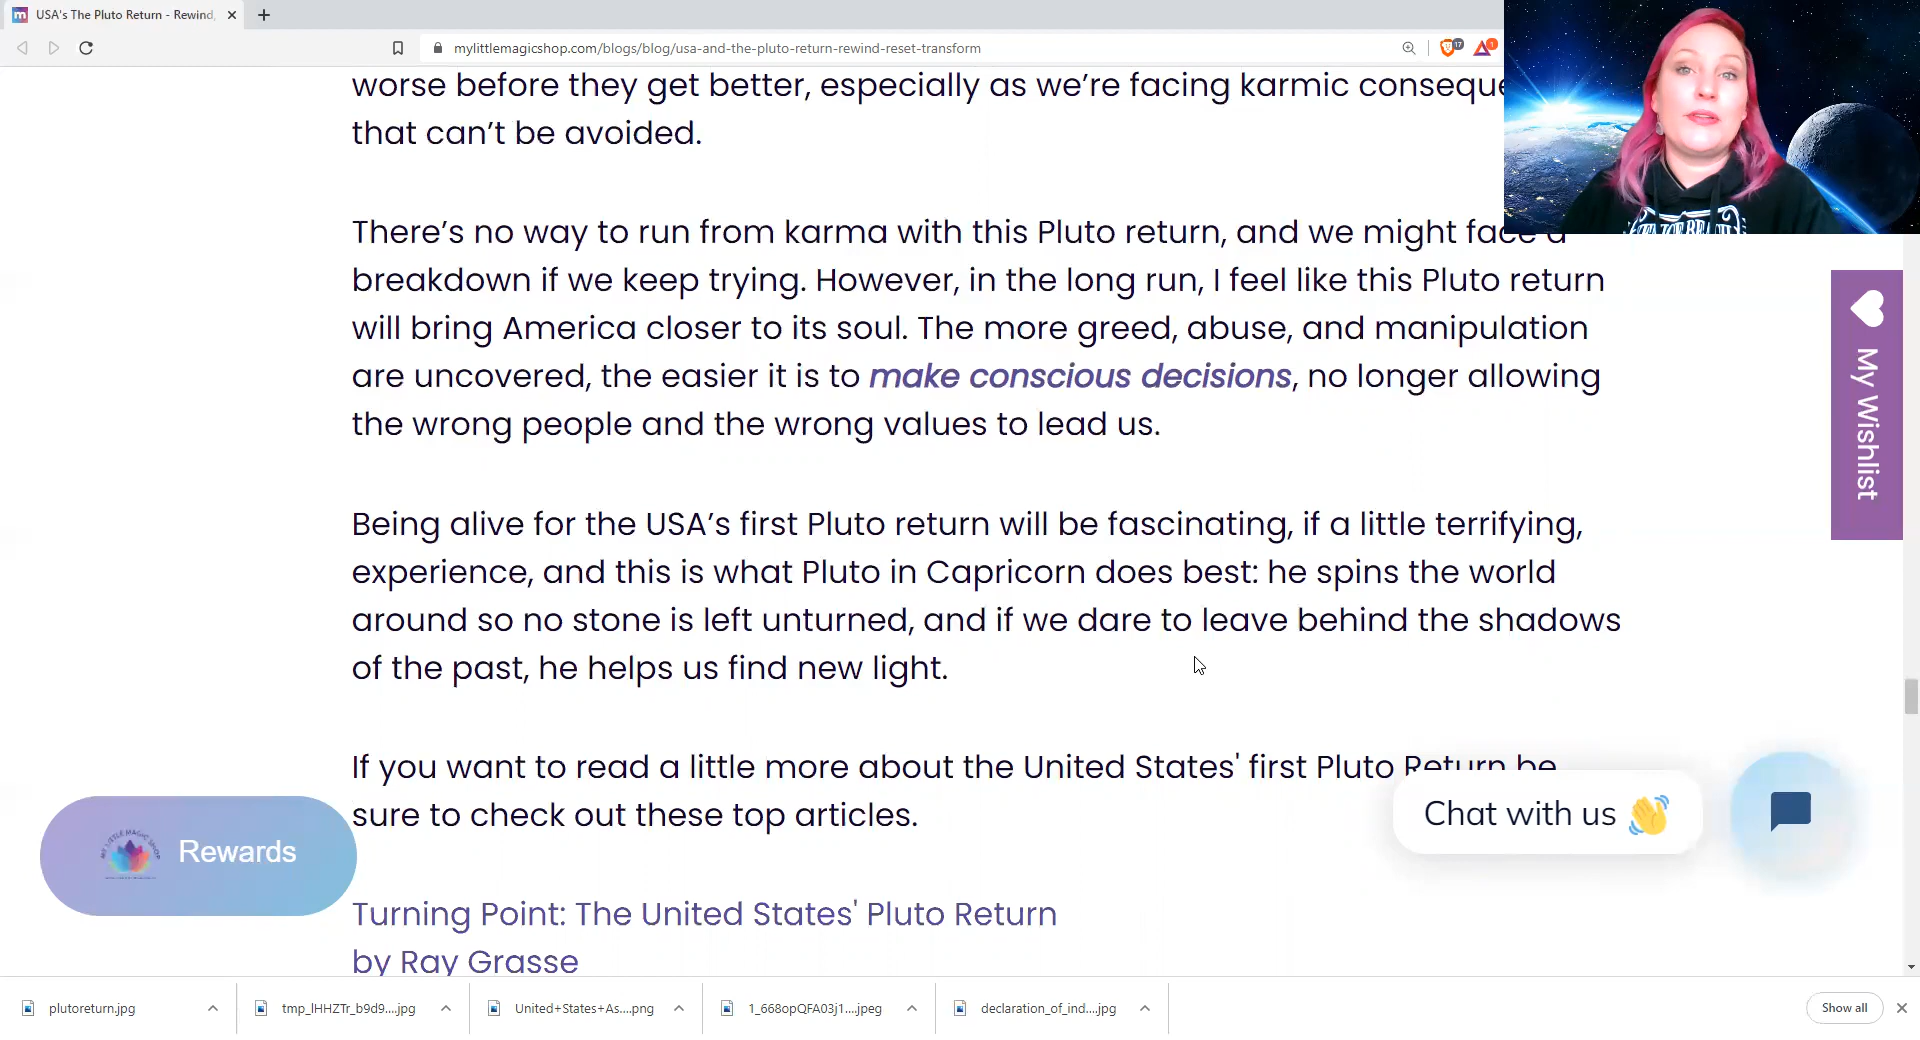 USA's The Pluto Return - Rewind,
mylittlemagicshop.com/blogs/blog/usa-and-the-pluto-return-rewind-reset-transform
17
1
worse before they get better, especially as we're facing karmic
that can't be avoided.
There's no way to run from karma with this Pluto return, and we might face a
breakdown if we keep trying. However, in the long run, I feel like this Pluto return
will bring America closer to its soul. The more greed, abuse, and manipulation
are uncovered, the easier it is to make conscious decisions, no longer allowing
the wrong people and the wrong values to lead us.
My Wishlist
Being alive for the USA's first Pluto return will be fascinating, if a little terrifying,
experience, and this is what Pluto in Capricorn does best: he spins the world
around so no stone is left unturned, and if we dare to leave behind the shadows
of the past, he helps us find new light.
If you want to read a little more about the United States' first Pluto Return be
sure to check out these top articles.
Chat with us
MY LITTLE MAGIC SHOP
Rewards
Turning Point: The United States' Pluto Return
by Ray Grasse
plutoreturn.jpg
tmp_lHHZTr_b9d9....jpg
United+States+As....png
1_668opQFA03j1....jpeg
declaration_of_ind....jpg
Show all